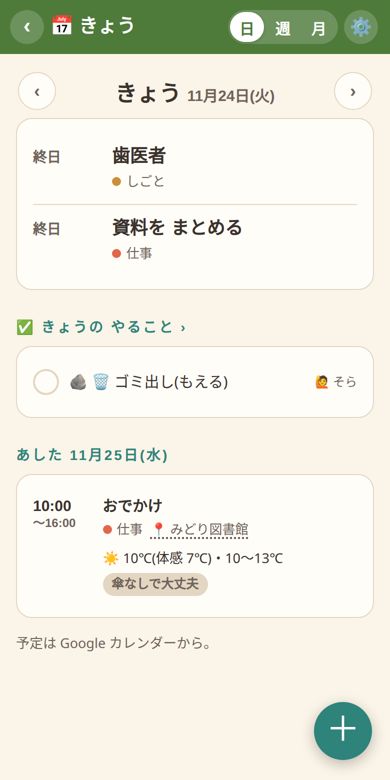 ‹ 📅 きょう 日 週 月 ⚙️
‹ きょう 11月24日(火) ›
終日 歯医者
しごと
終日 資料を まとめる
仕事
✅ きょうの やること ›
🪨 🗑️ ゴミ出し(もえる) 🙋 そら
あした 11月25日(水)
10:00 おでかけ
〜16:00 仕事 📍 みどり図書館
☀️ 10℃(体感 7℃)・10〜13℃
傘なしで大丈夫
予定は Google カレンダーから。
+